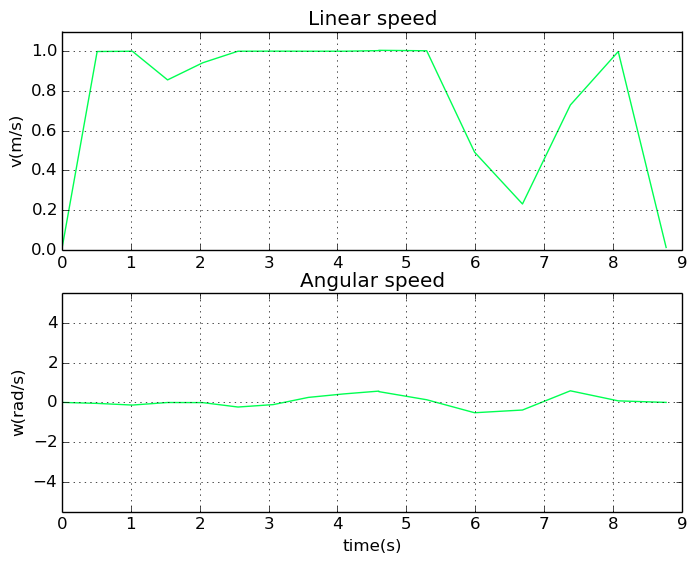 Linear speed
1.0
0.8
0.6
0.4
0.2
0.0
v(m/s)
0 1 2 3 4 5 6 7 8 9
Angular speed
4
2
0
−2
−4
w(rad/s)
0 1 2 3 4 5 6 7 8 9
time(s)